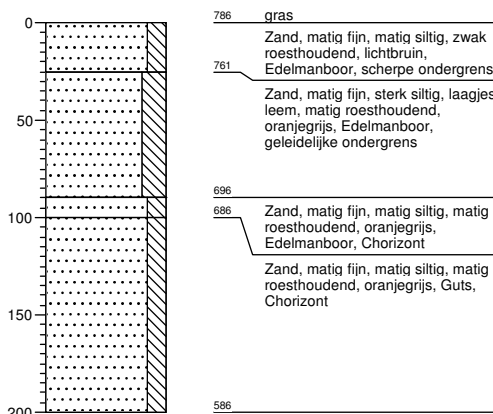 0
50
100
150
200
786 gras
Zand, matig fijn, matig siltig, zwak
roesthoudend, lichtbruin,
Edelmanboor, scherpe ondergrens
761
Zand, matig fijn, sterk siltig, laagjes
leem, matig roesthoudend,
oranjegrijs, Edelmanboor,
geleidelijke ondergrens
696
Zand, matig fijn, matig siltig, matig
roesthoudend, oranjegrijs,
Edelmanboor, Chorizont
686
Zand, matig fijn, matig siltig, matig
roesthoudend, oranjegrijs, Guts,
Chorizont
586